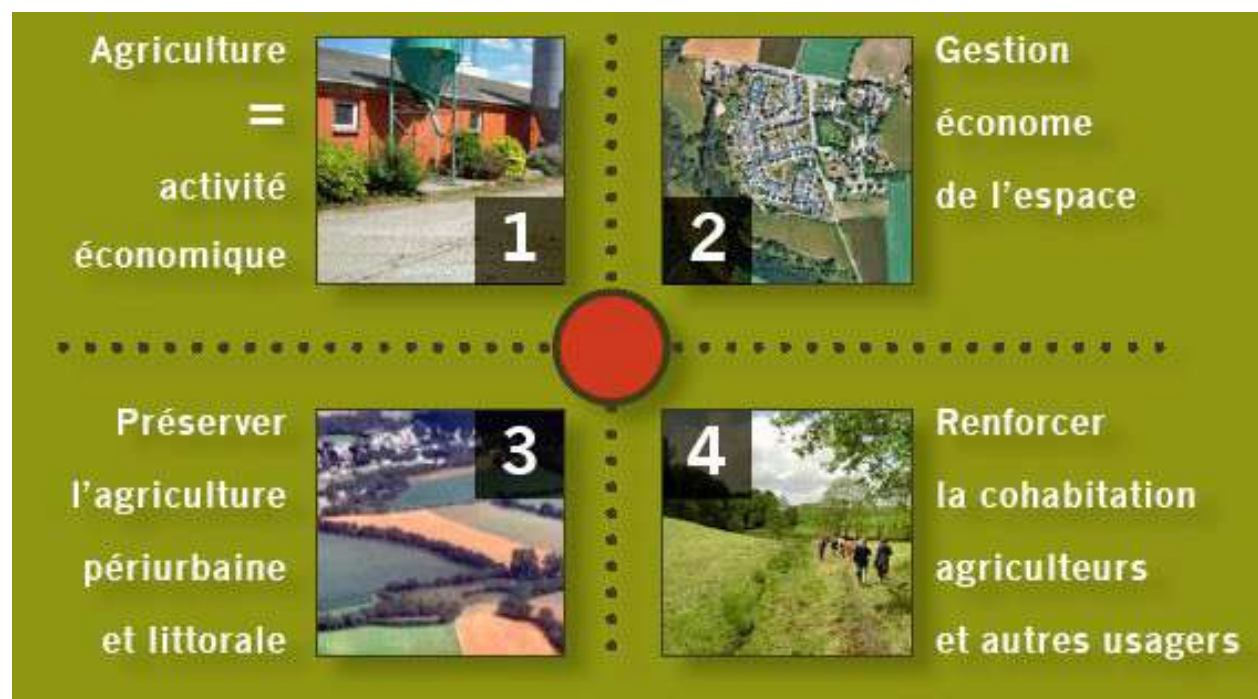 Agriculture
=
activité
économique
1
2
Gestion
économe
de l'espace
Préserver
l'agriculture
périurbaine
et littorale
3
4
Renforcer
la cohabitation
agriculteurs
et autres usagers